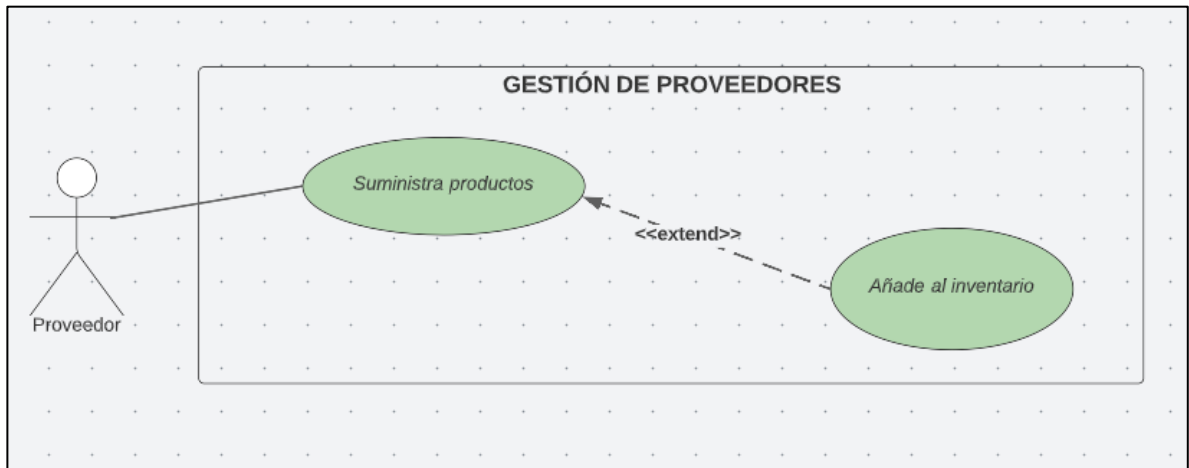 GESTIÓN DE PROVEEDORES
Suministra productos
<<extend>>
Añade al inventario
Proveedor